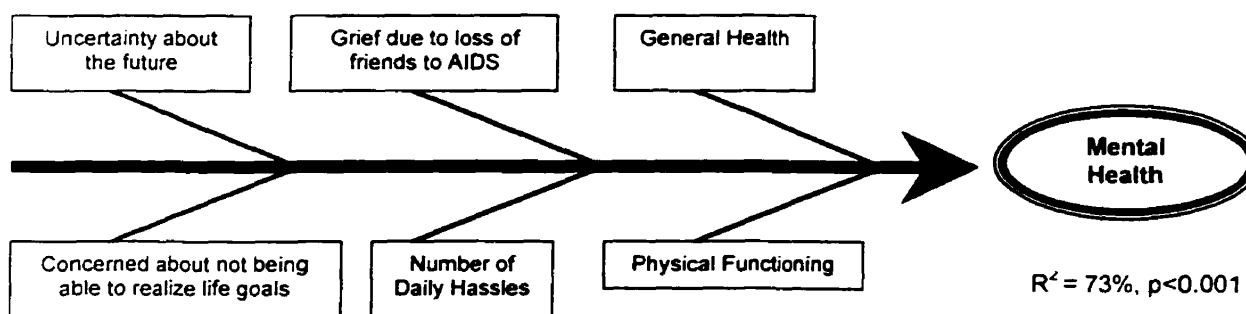 Uncertainty about
the future
Grief due to loss of
friends to AIDS
General Health
Mental
Health
Concerned about not being
able to realize life goals
Number of
Daily Hassles
Physical Functioning
R² = 73%, p<0.001